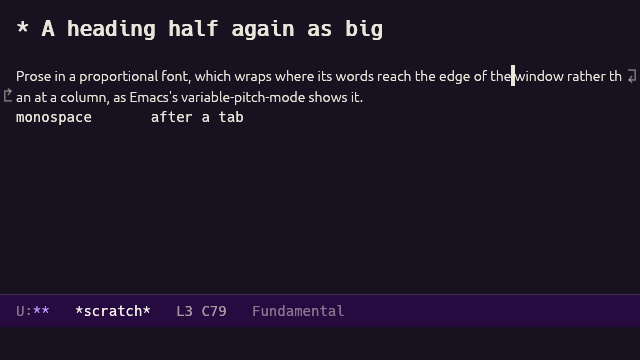 * A heading half again as big
Prose in a proportional font, which wraps where its words reach the edge of the window rather th
an at a column, as Emacs's variable-pitch-mode shows it.
monospace       after a tab
U:**   *scratch*   L3 C79   Fundamental